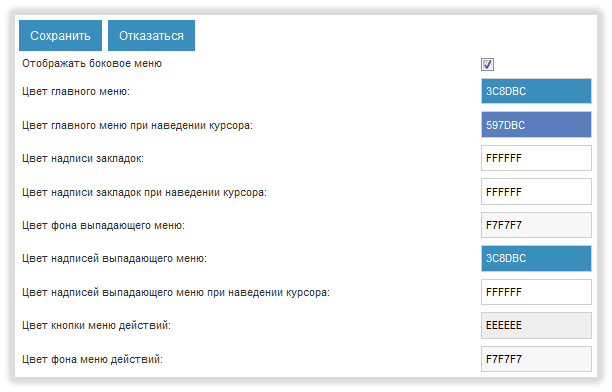 Сохранить Отказаться
Отображать боковое меню
Цвет главного меню: 3C8DBC
Цвет главного меню при наведении курсора: 597DBC
Цвет надписи закладок: FFFFFF
Цвет надписи закладок при наведении курсора: FFFFFF
Цвет фона выпадающего меню: F7F7F7
Цвет надписей выпадающего меню: 3C8DBC
Цвет надписей выпадающего меню при наведении курсора: FFFFFF
Цвет кнопки меню действий: EEEEEE
Цвет фона меню действий: F7F7F7